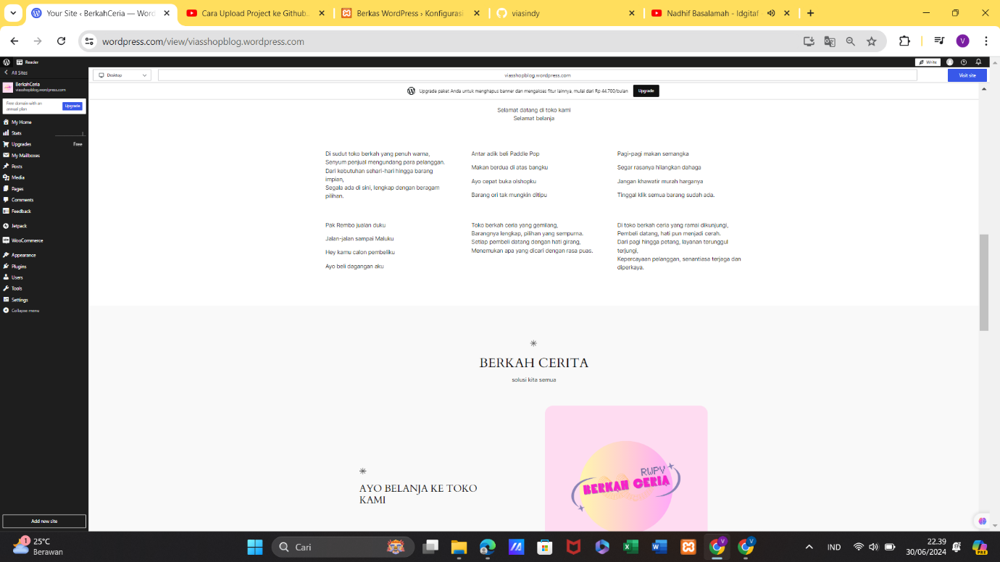 Your Site ‹ BerkahCeria — Word
Cara Upload Project ke Github.
Berkas WordPress › Konfigurasi
viasindy
Nadhif Basalamah - Idgitaf
wordpress.com/view/viasshopblog.wordpress.com
V
Reader
Write
All Sites
BerkahCeria
viasshopblog.wordpress.com
Free domain with an
annual plan
Upgrade
My Home
Stats
Upgrades
Free
My Mailboxes
Posts
Media
Pages
Comments
Feedback
Jetpack
WooCommerce
Appearance
Plugins
Users
Tools
Settings
Collapse menu
Add new site
Desktop
viasshopblog.wordpress.com
Visit site
Upgrade paket Anda untuk menghapus banner dan mengakses fitur lainnya, mulai dari Rp 44.700/bulan
Upgrade
Selamat datang di toko kami
Selamat belanja
Di sudut toko berkah yang penuh warna,
Senyum penjual mengundang para pelanggan.
Dari kebutuhan sehari-hari hingga barang
impian,
Segala ada di sini, lengkap dengan beragam
pilihan.
Antar adik beli Paddle Pop
Makan berdua di atas bangku
Ayo cepat buka olshopku
Barang ori tak mungkin ditipu
Pagi-pagi makan semangka
Segar rasanya hilangkan dahaga
Jangan khawatir murah harganya
Tinggal klik semua barang sudah ada.
Pak Rembo jualan duku
Jalan-jalan sampai Maluku
Hey kamu calon pembeliku
Ayo beli dagangan aku
Toko berkah ceria yang gemilang,
Barangnya lengkap, pilihan yang sempurna.
Setiap pembeli datang dengan hati girang,
Menemukan apa yang dicari dengan rasa puas.
Di toko berkah ceria yang ramai dikunjungi,
Pembeli datang, hati pun menjadi cerah.
Dari pagi hingga petang, layanan terunggul
terjungi,
Kepercayaan pelanggan, senantiasa terjaga dan
diperkaya.
BERKAH CERITA
solusi kita semua
AYO BELANJA KE TOKO
KAMI
RWPV
BERKAH CERIA
1
25°C
Berawan
Cari
V
V
IND
22.39
30/06/2024
PRE